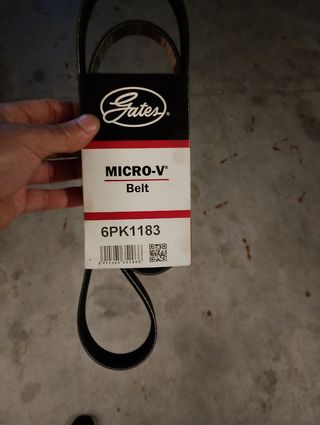 Gates®
MICRO-V®
Belt
6PK1183